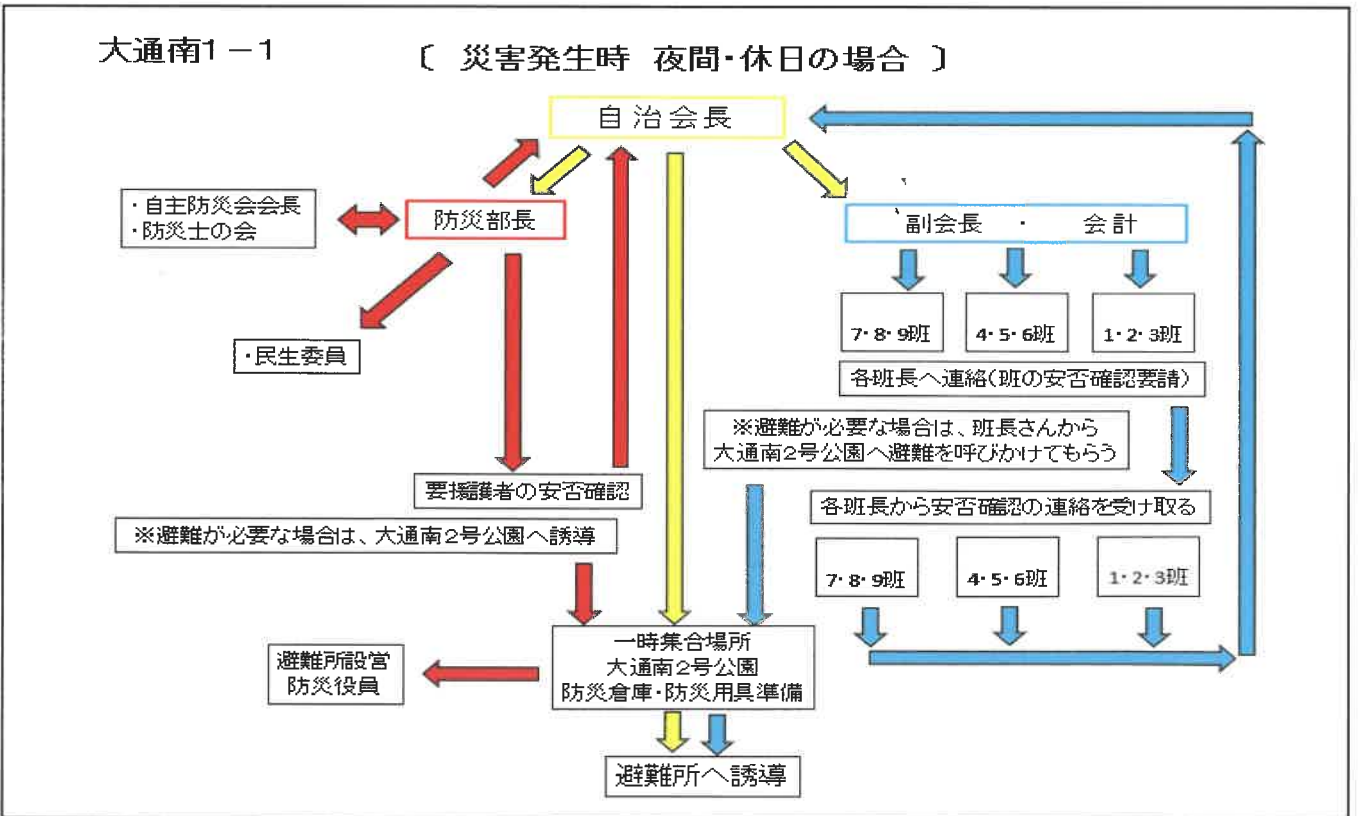 大通南1－1
〔 災害発生時 夜間・休日の場合 〕
自治会長
・自主防災会会長
・防災士の会
防災部長
副会長 ・ 会計
7・8・9班
4・5・6班
1・2・3班
・民生委員
各班長へ連絡(班の安否確認要請)
※避難が必要な場合は、班長さんから
大通南2号公園へ避難を呼びかけてもらう
要援護者の安否確認
各班長から安否確認の連絡を受け取る
※避難が必要な場合は、大通南2号公園へ誘導
7・8・9班
4・5・6班
1・2・3班
一時集合場所
大通南2号公園
防災倉庫・防災用具準備
避難所設営
防災役員
避難所へ誘導